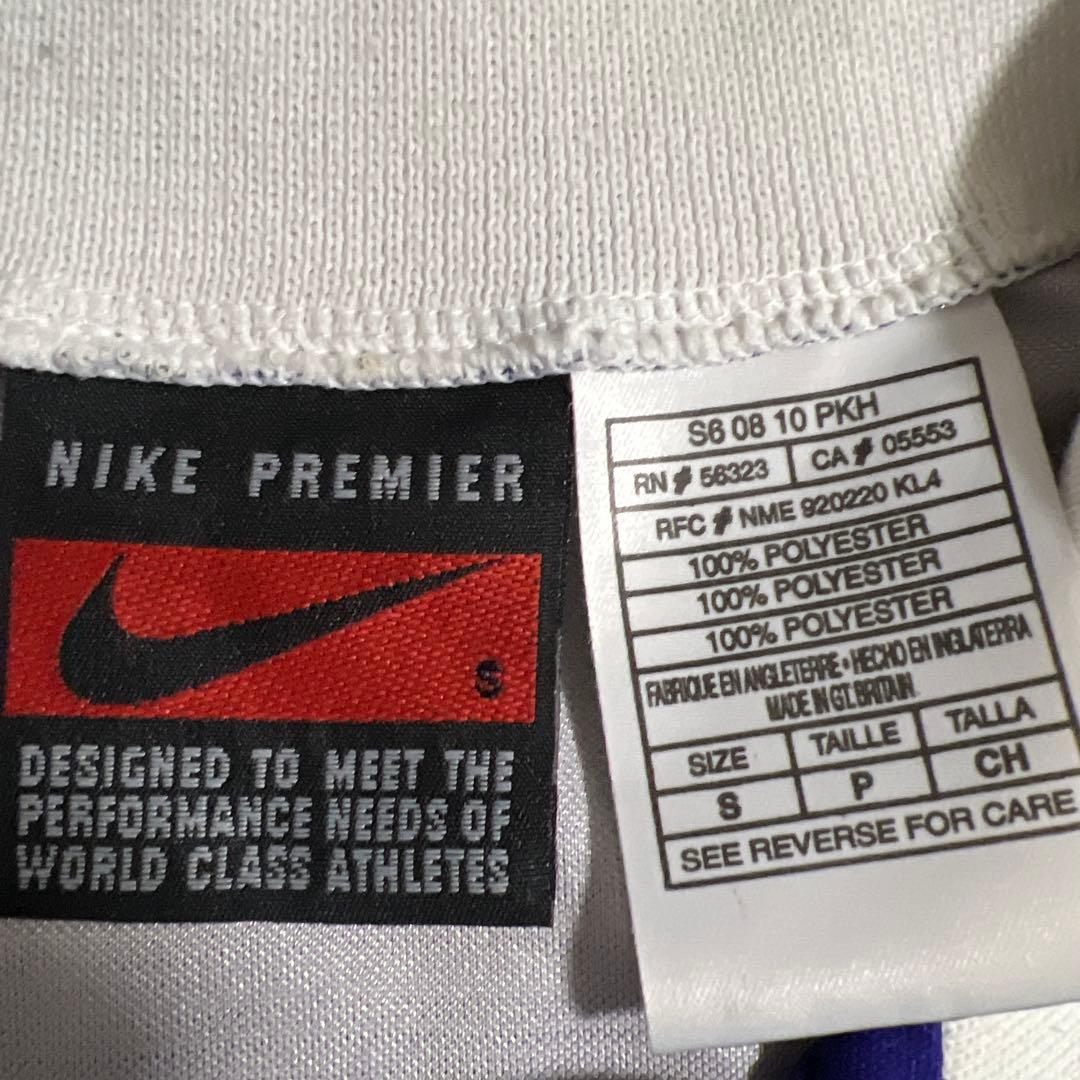 NIKE PREMIER
S
DESIGNED TO MEET THE
PERFORMANCE NEEDS OF
WORLD CLASS ATHLETES
S6 08 10 PKH
RN # 56323 CA # 05553
RFC # NME 920220 KL4
100% POLYESTER
100% POLYESTER
100% POLYESTER
FABRIQUE EN ANGLETERRE • HECHO EN INGLATERRA
MADE IN GT. BRITAIN.
SIZE TAILLE TALLA
S P CH
SEE REVERSE FOR CARE